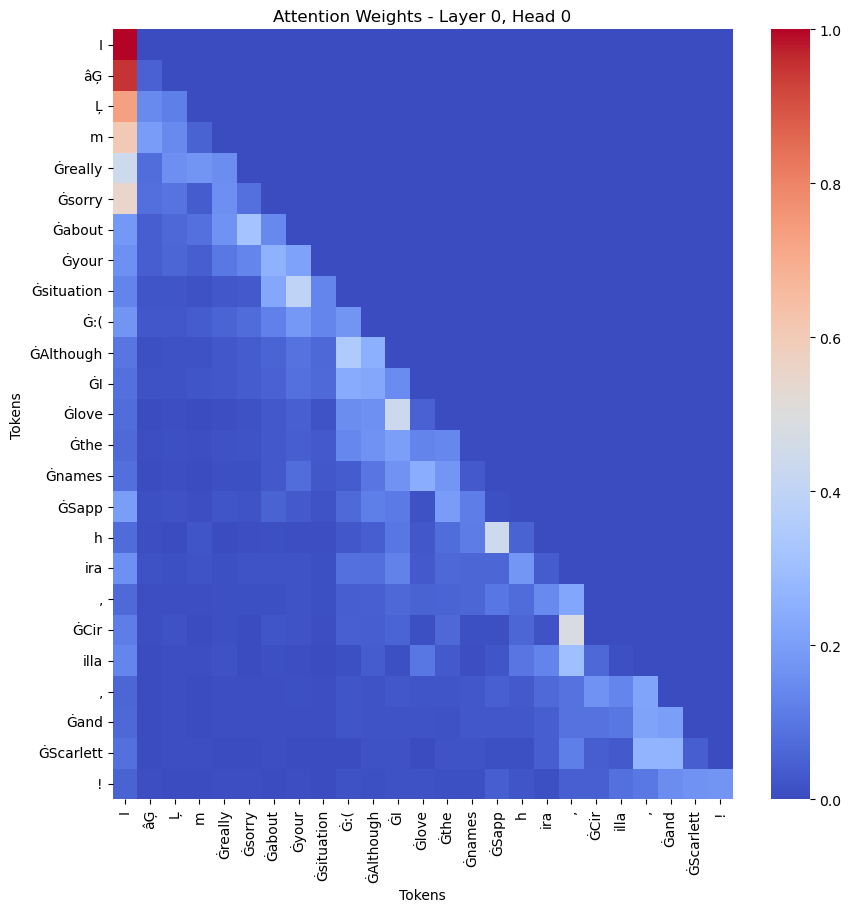 Attention Weights - Layer 0, Head 0
Tokens
I
âĢ
Ļ
m
Ġreally
Ġsorry
Ġabout
Ġyour
Ġsituation
Ġ:(
ĠAlthough
ĠI
Ġlove
Ġthe
Ġnames
ĠSapp
h
ira
,
ĠCir
illa
,
Ġand
ĠScarlett
!
I
âĢ
Ļ
m
Ġreally
Ġsorry
Ġabout
Ġyour
Ġsituation
Ġ:(
ĠAlthough
ĠI
Ġlove
Ġthe
Ġnames
ĠSapp
h
ira
,
ĠCir
illa
,
Ġand
ĠScarlett
!
Tokens
1.0
0.8
0.6
0.4
0.2
0.0